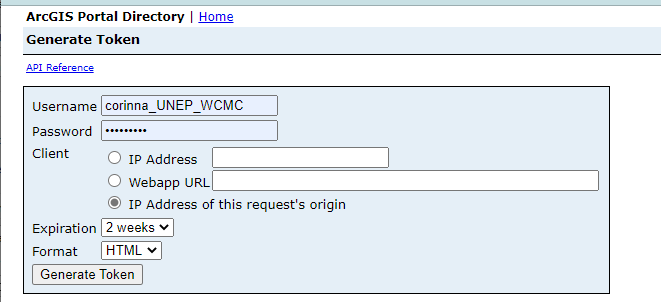 ArcGIS Portal Directory | Home
Generate Token
API Reference
Username corinna_UNEP_WCMC
Password •••••••••
Client IP Address
Webapp URL
IP Address of this request's origin
Expiration 2 weeks
Format HTML
Generate Token